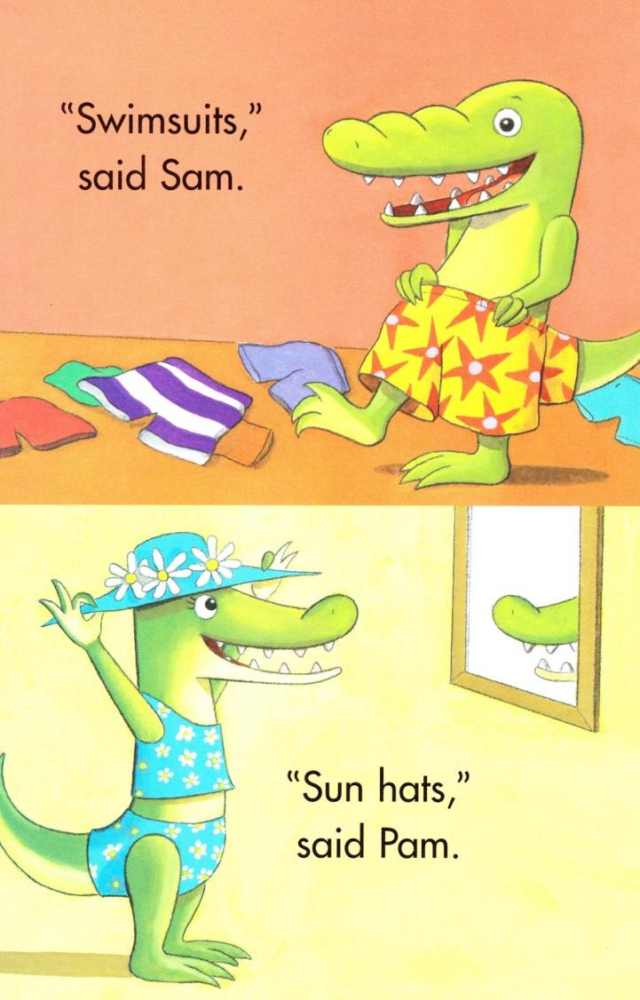 “Swimsuits,”
said Sam.
“Sun hats,”
said Pam.